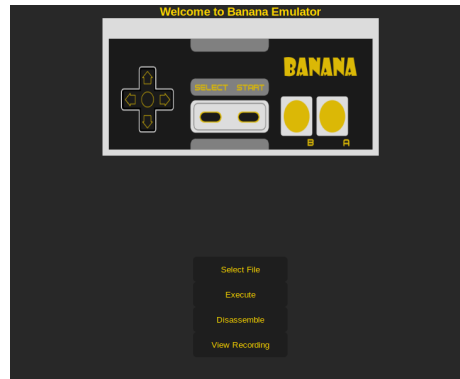 Welcome to Banana Emulator
BANANA
SELECT START
B A
Select File
Execute
Disassemble
View Recording